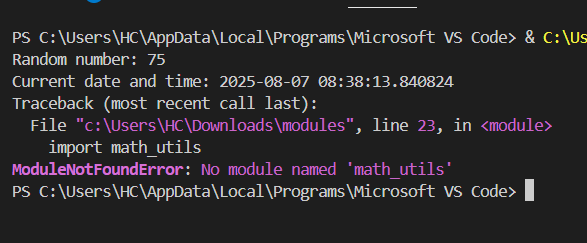 PS C:\Users\HC\AppData\Local\Programs\Microsoft VS Code> & C:\Us
Random number: 75
Current date and time: 2025-08-07 08:38:13.840824
Traceback (most recent call last):
  File "c:\Users\HC\Downloads\modules", line 23, in <module>
    import math_utils
ModuleNotFoundError: No module named 'math_utils'
PS C:\Users\HC\AppData\Local\Programs\Microsoft VS Code>